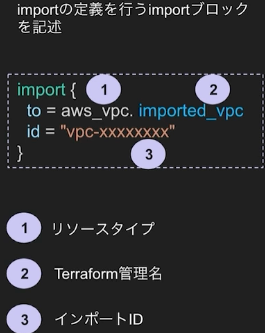 importの定義を行うimportブロック
を記述
import {
1
2
to = aws_vpc. imported_vpc
id = "vpc-xxxxxxxx"
}
3
1 リソースタイプ
2 Terraform管理名
3 インポートID